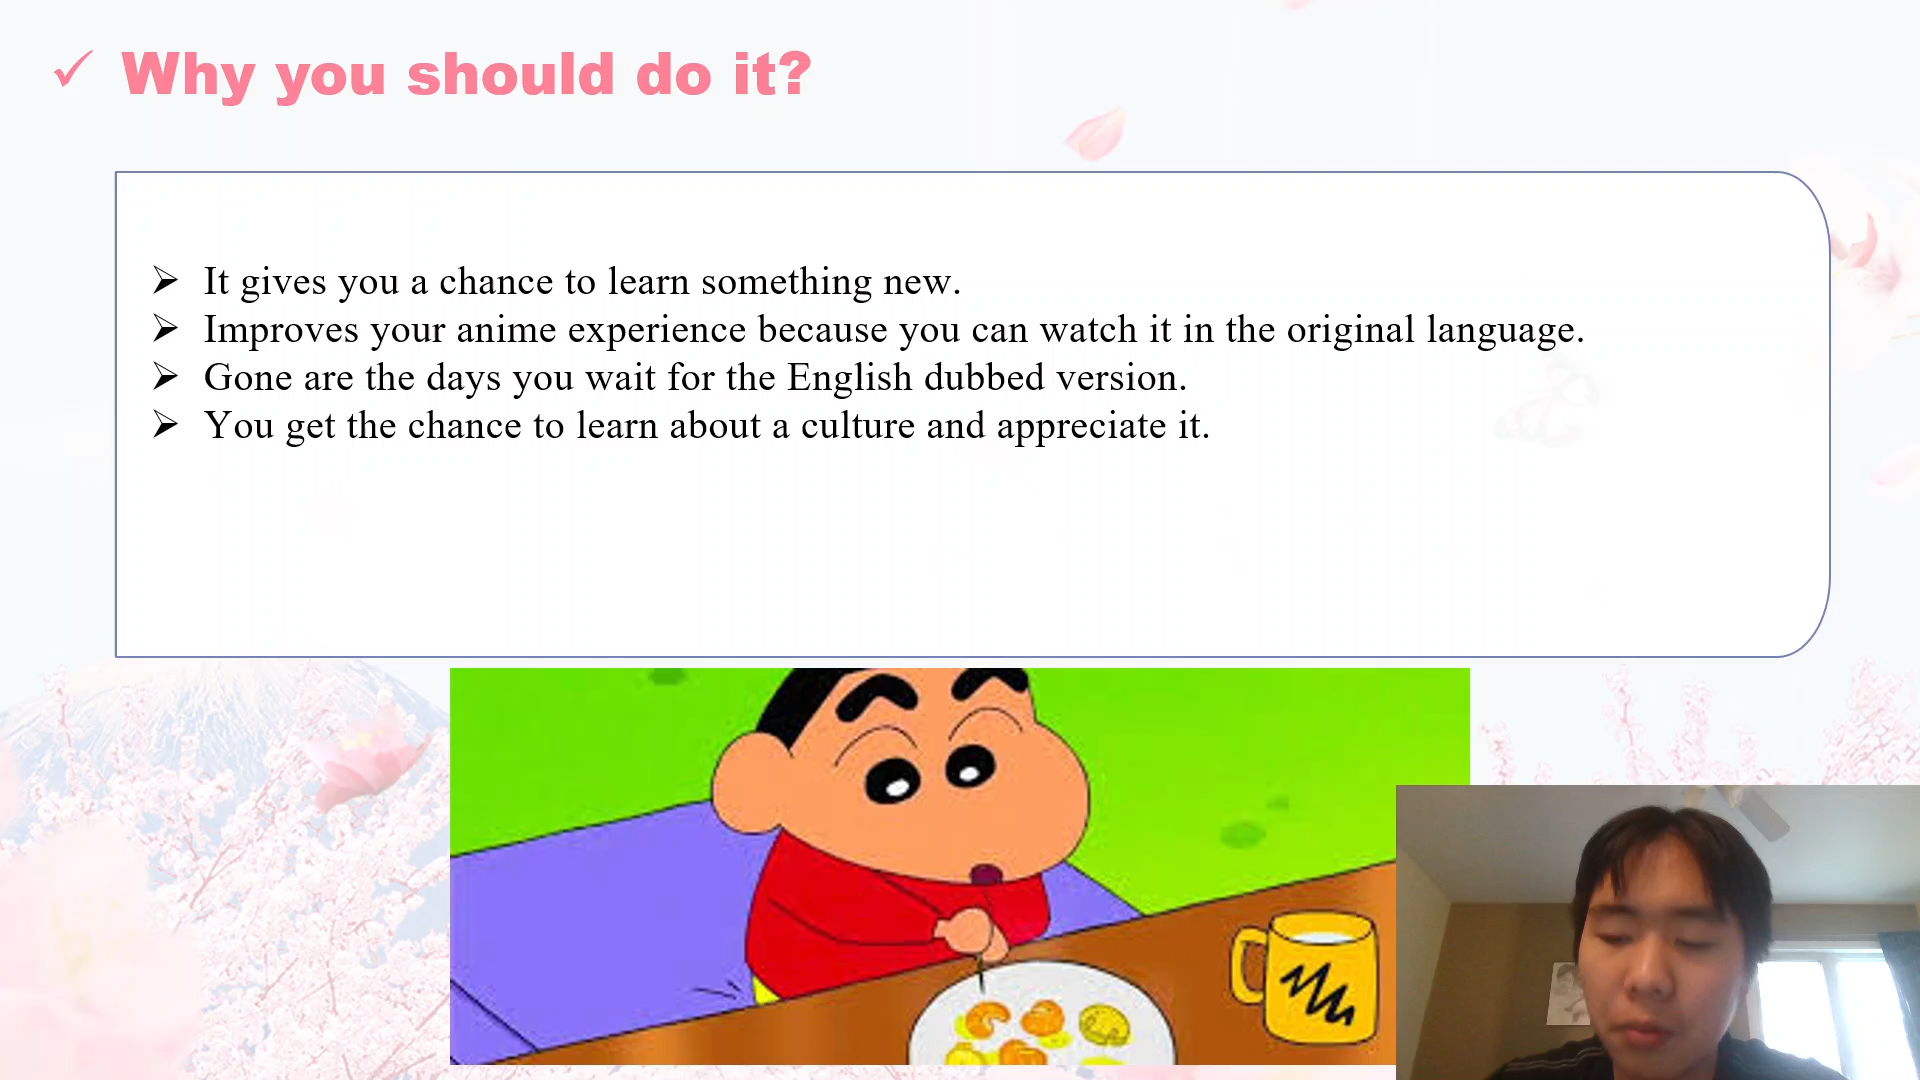 Why you should do it?
It gives you a chance to learn something new.
Improves your anime experience because you can watch it in the original language.
Gone are the days you wait for the English dubbed version.
You get the chance to learn about a culture and appreciate it.